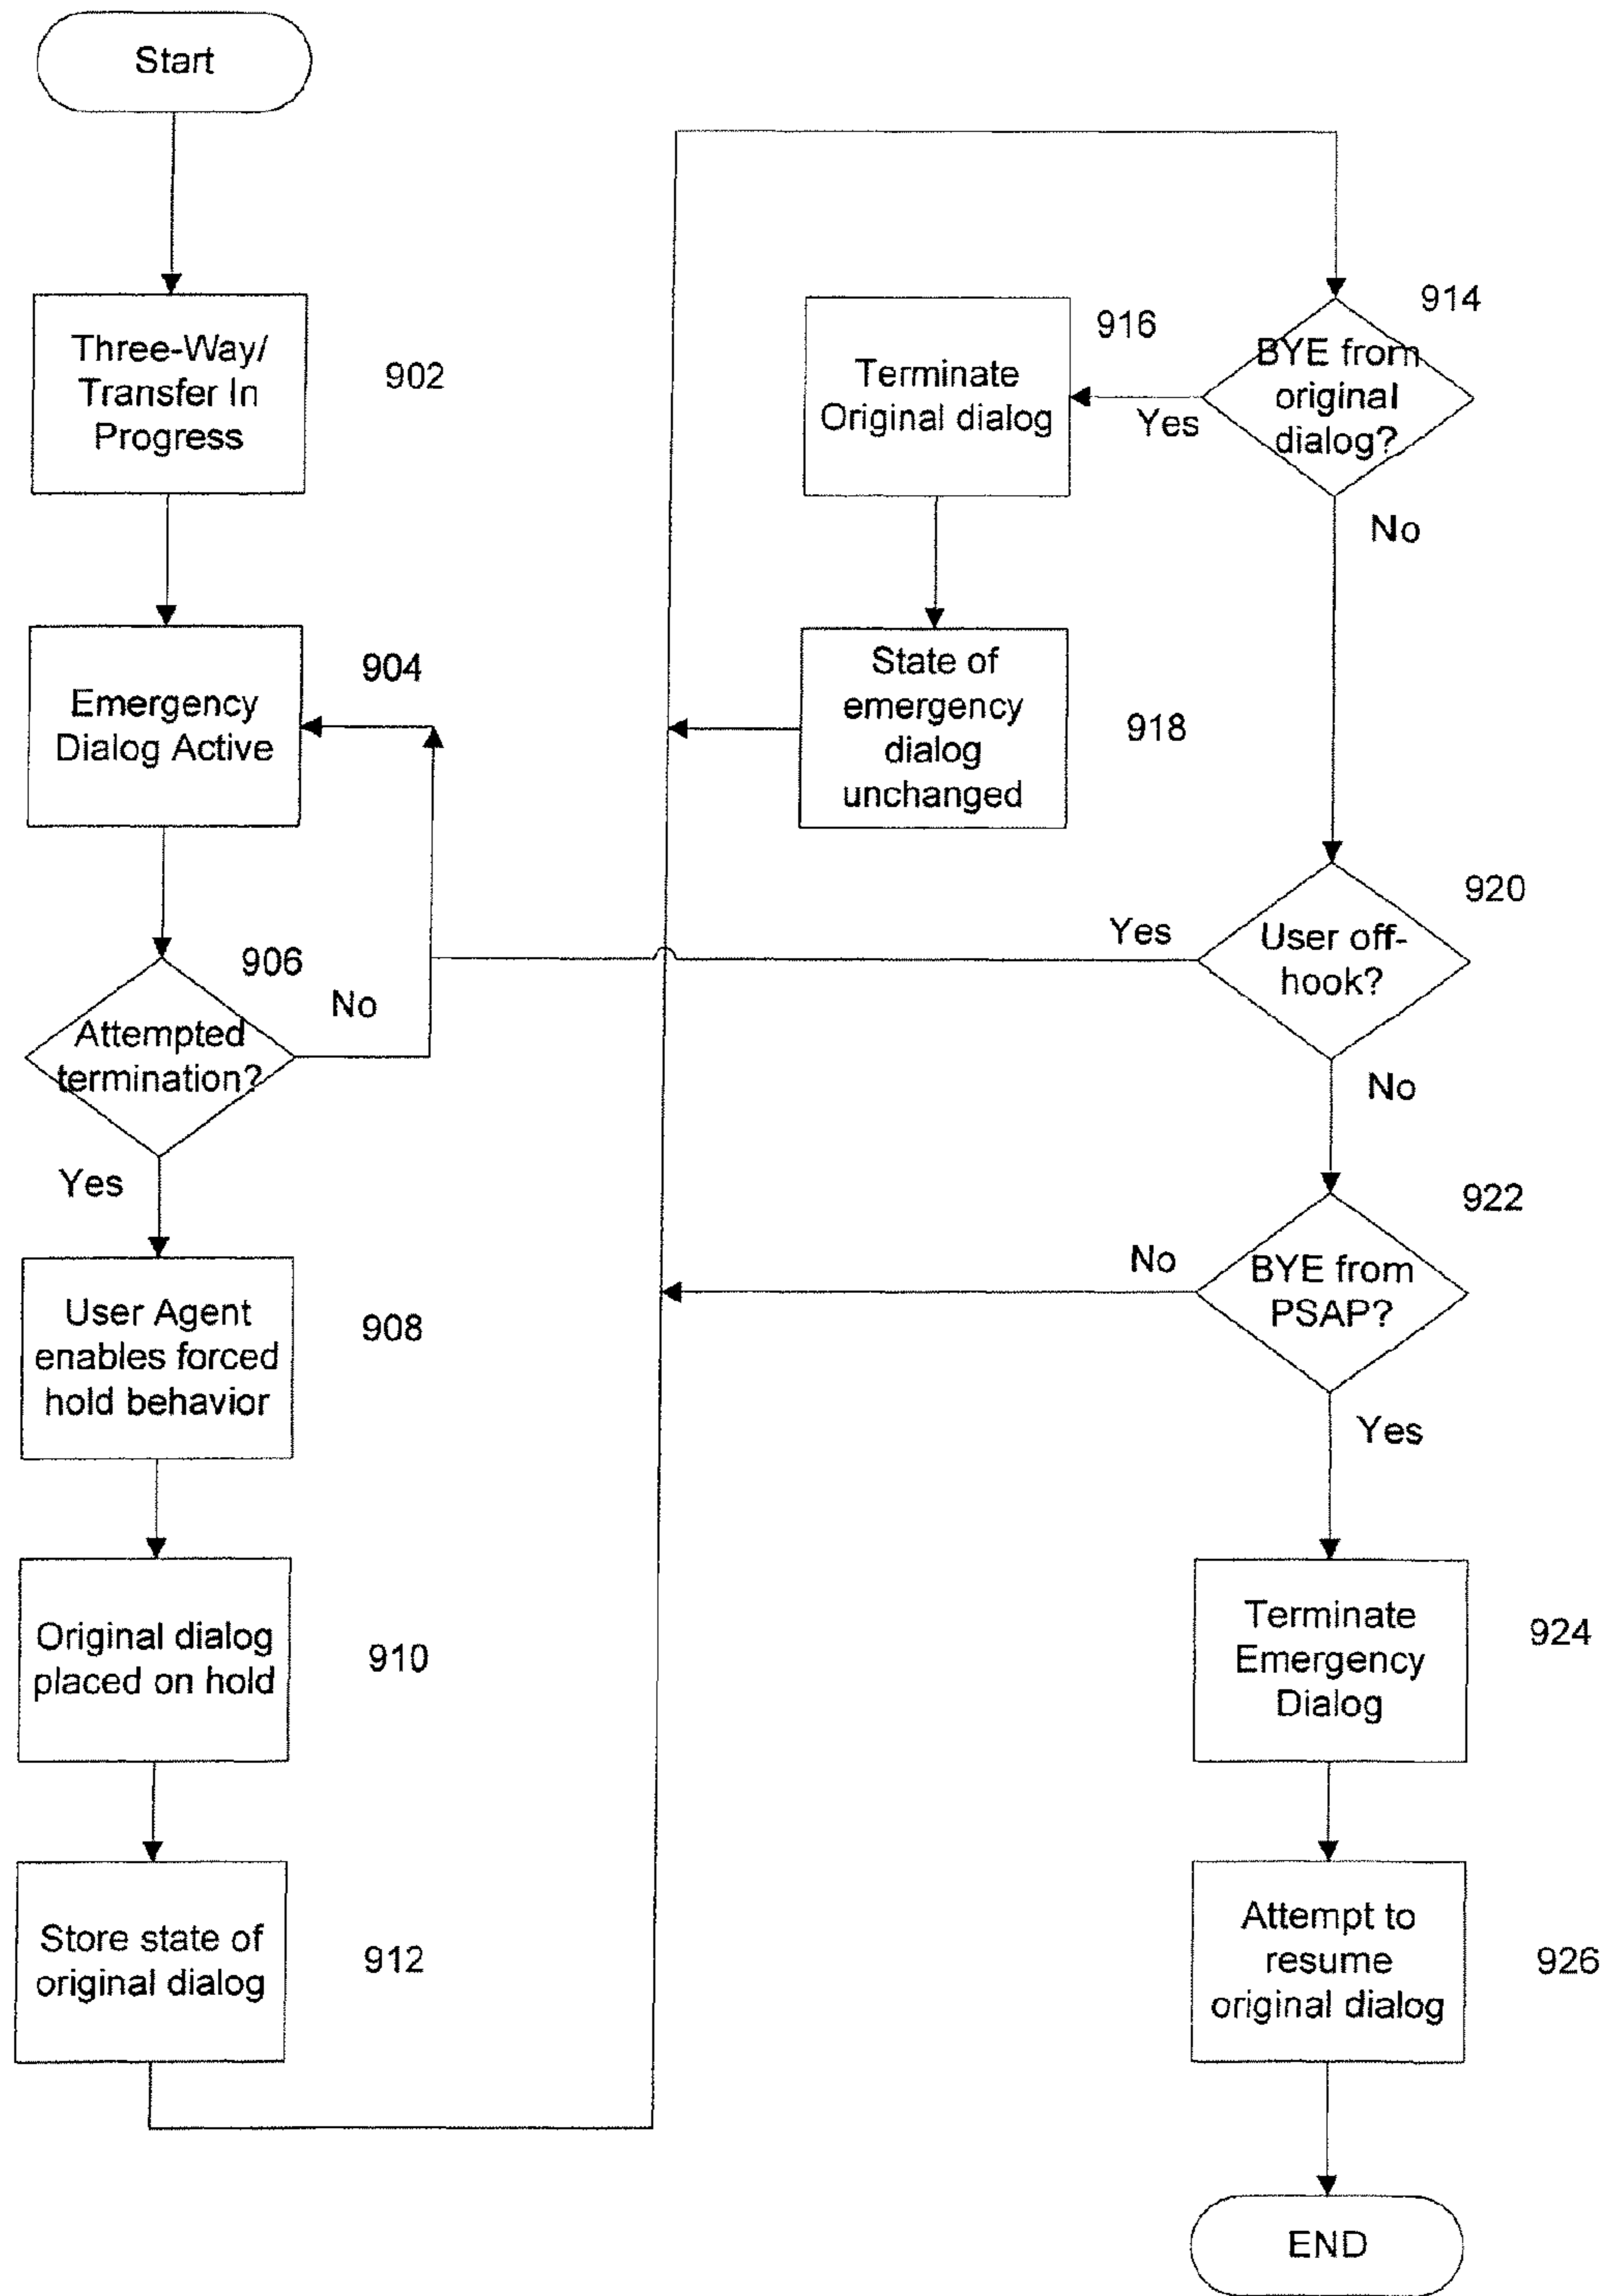 Start
Three-Way/
Transfer In
Progress
902
Emergency
Dialog Active
904
Attempted
termination?
906
No
Yes
User Agent
enables forced
hold behavior
908
Original dialog
placed on hold
910
Store state of
original dialog
912
BYE from
original
dialog?
914
Yes
No
Terminate
Original dialog
916
State of
emergency
dialog
unchanged
918
User off-
hook?
920
Yes
No
BYE from
PSAP?
922
No
Yes
Terminate
Emergency
Dialog
924
Attempt to
resume
original dialog
926
END